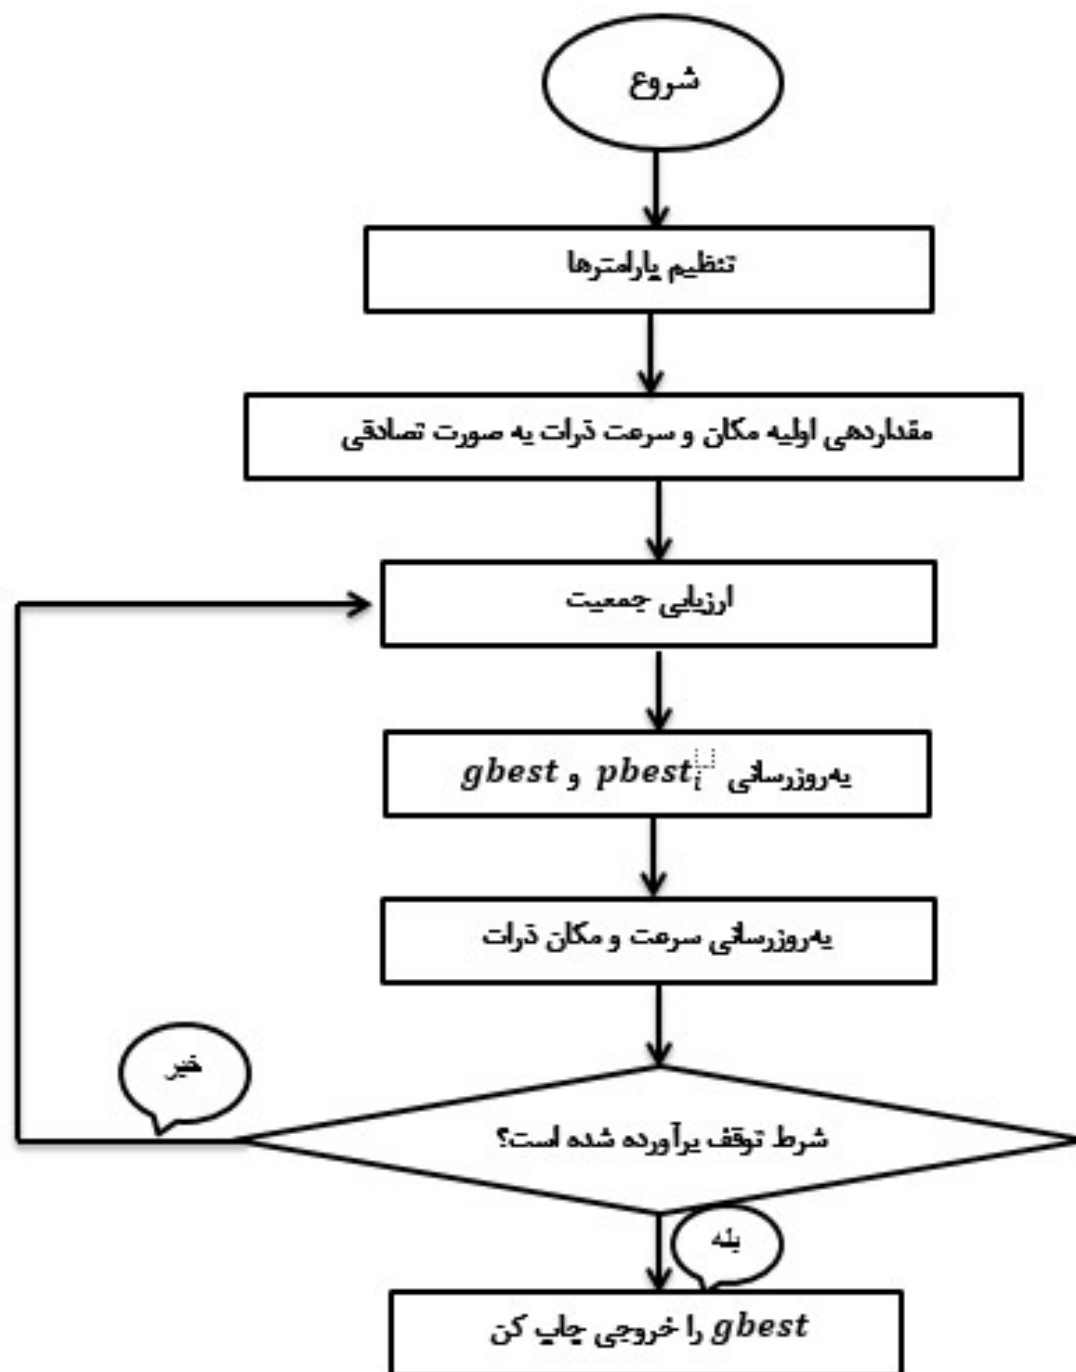 شروع
تنظیم پارامترها
مقداردهی اولیه مکان و سرعت ذرات به صورت تصادقی
ارزیابی جمعیت
به‌روزرسانی pbest_i و gbest
به‌روزرسانی سرعت و مکان ذرات
خیر
شرط توقف برآورده شده است؟
بله
gbest را خروجی چاپ کن